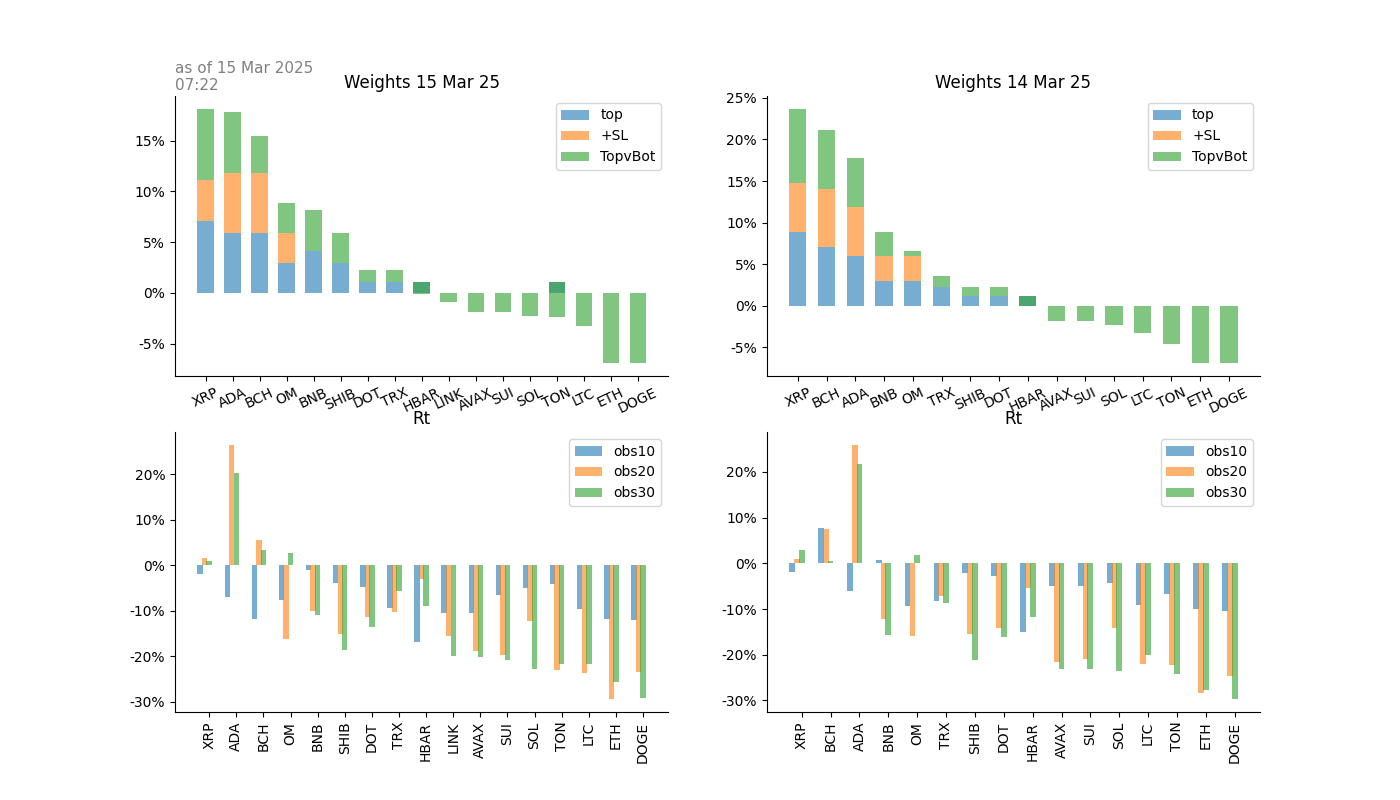 as of 15 Mar 2025
07:22
Weights 15 Mar 25
top
+SL
TopvBot
15%
10%
5%
0%
-5%
XRP ADA BCH OM BNB SHIB DOT TRX HBAR LINK AVAX SUI SOL TON LTC ETH DOGE
Weights 14 Mar 25
top
+SL
TopvBot
25%
20%
15%
10%
5%
0%
-5%
XRP BCH ADA BNB OM TRX SHIB DOT HBAR AVAX SUI SOL LTC TON ETH DOGE
Rt
obs10
obs20
obs30
20%
10%
0%
-10%
-20%
-30%
XRP ADA BCH OM BNB SHIB DOT TRX HBAR LINK AVAX SUI SOL TON LTC ETH DOGE
Rt
obs10
obs20
obs30
20%
10%
0%
-10%
-20%
-30%
XRP BCH ADA BNB OM TRX SHIB DOT HBAR AVAX SUI SOL LTC TON ETH DOGE